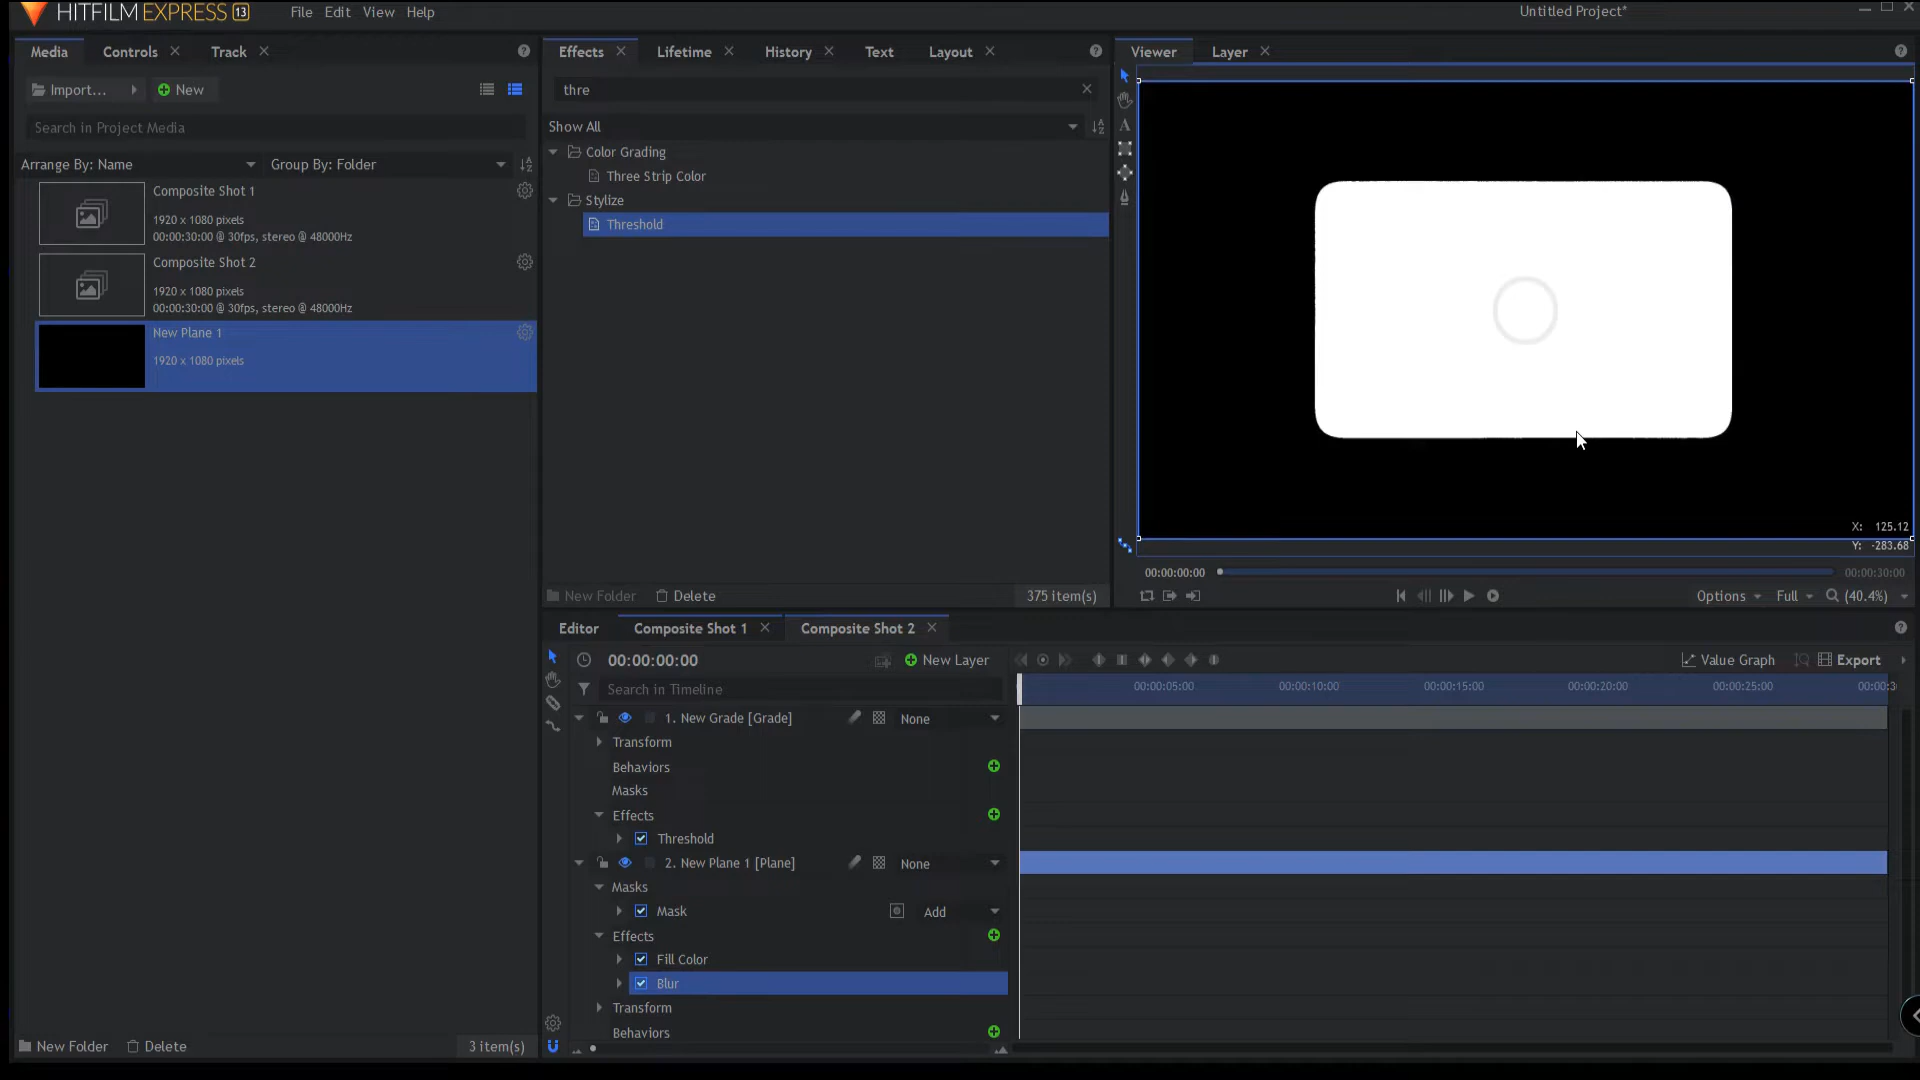 HITFILM EXPRESS 13
File Edit View Help
Untitled Project*
Media Controls Track
Import...
New
Search in Project Media
Arrange By: Name
Group By: Folder
Composite Shot 1
1920 x 1080 pixels
00:00:30:00 @ 30fps, stereo @ 48000Hz
Composite Shot 2
1920 x 1080 pixels
00:00:30:00 @ 30fps, stereo @ 48000Hz
New Plane 1
1920 x 1080 pixels
New Folder Delete 3 item(s)
Effects Lifetime History Text Layout
thre
Show All
Color Grading
Three Strip Color
Stylize
Threshold
New Folder Delete 375 item(s)
Viewer Layer
A
X: 125.12
Y: -283.68
00:00:00:00
00:00:30:00
Options Full (40.4%)
Editor Composite Shot 1 Composite Shot 2
00:00:00:00
New Layer
Value Graph
Export
Search in Timeline
00:00:05:00 00:00:10:00 00:00:15:00 00:00:20:00 00:00:25:00 00:00:3
1. New Grade [Grade] None
Transform
Behaviors
Masks
Effects
Threshold
2. New Plane 1 [Plane] None
Masks
Mask Add
Effects
Fill Color
Blur
Transform
Behaviors